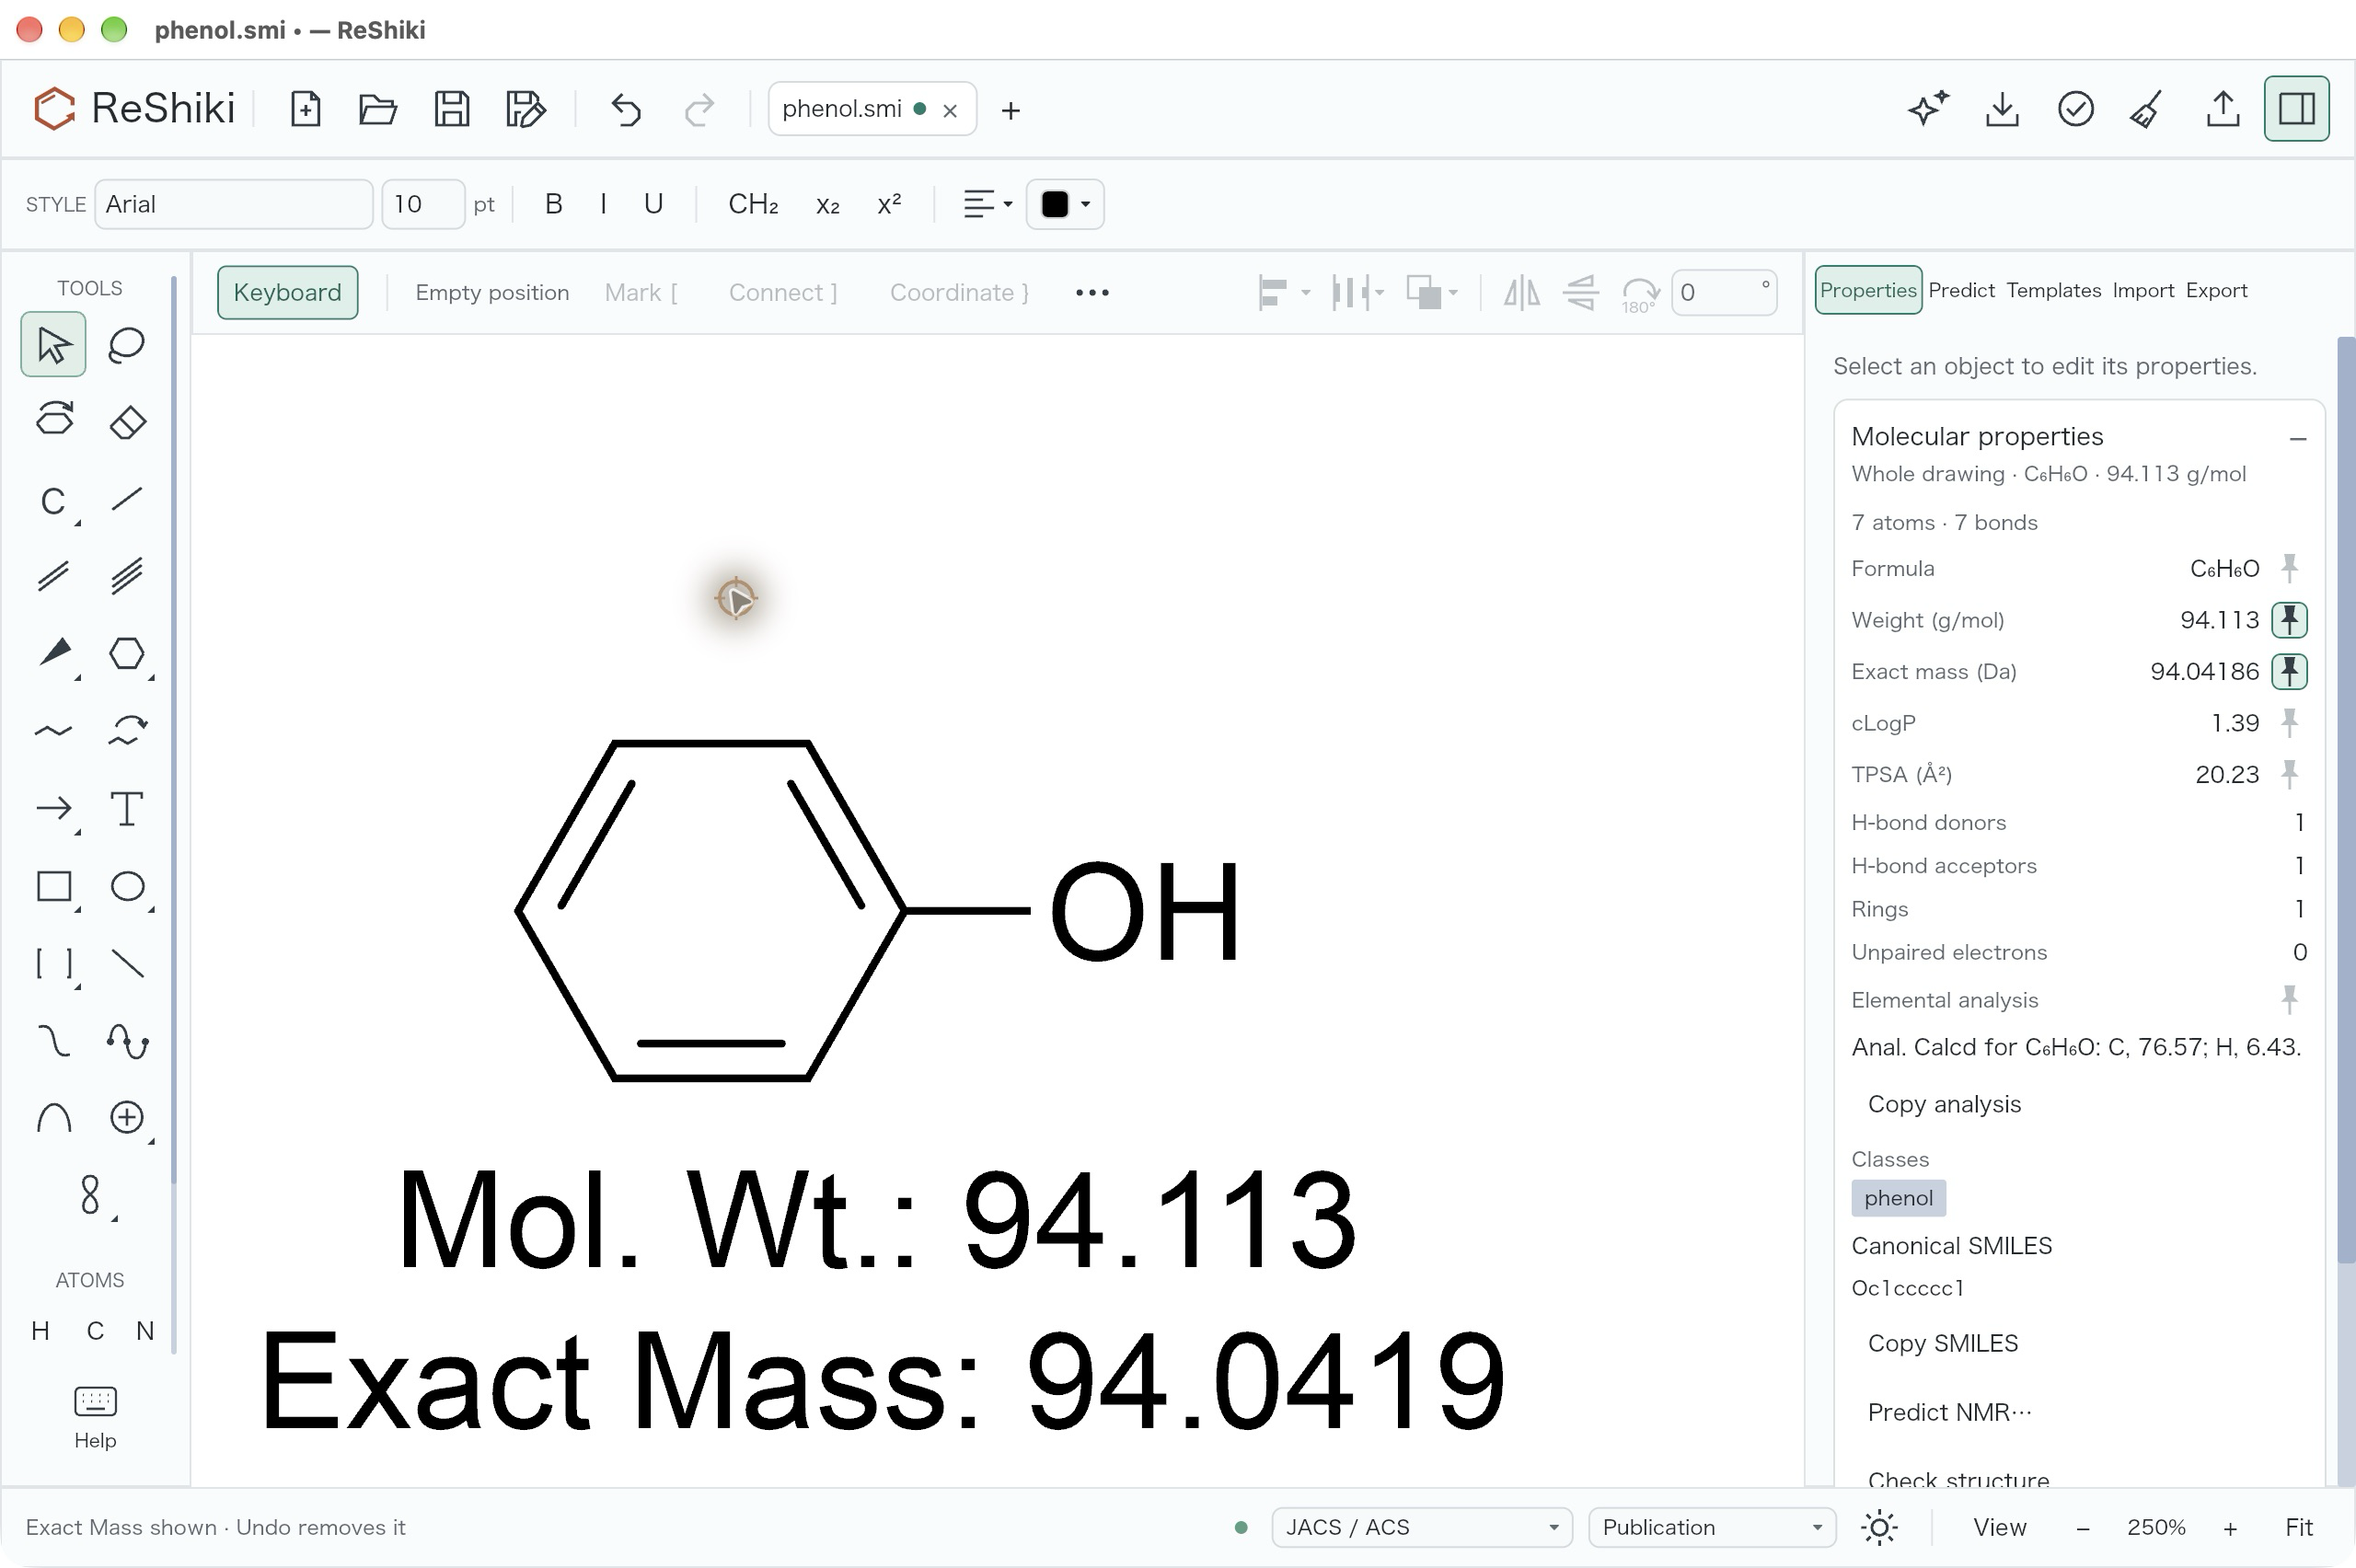 phenol.smi • — ReShiki
ReShiki
phenol.smi ● × +
STYLE Arial 10 pt B I U CH₂ x₂ x²
TOOLS
Keyboard Empty position Mark [ Connect ] Coordinate } ••• 180° 0 °
Properties Predict Templates Import Export
C
T
[ ]
ATOMS
H C N
Help
OH
Mol. Wt.: 94.113
Exact Mass: 94.0419
Select an object to edit its properties.
Molecular properties –
Whole drawing · C₆H₆O · 94.113 g/mol
7 atoms · 7 bonds
Formula C₆H₆O
Weight (g/mol) 94.113
Exact mass (Da) 94.04186
cLogP 1.39
TPSA (Å²) 20.23
H-bond donors 1
H-bond acceptors 1
Rings 1
Unpaired electrons 0
Elemental analysis
Anal. Calcd for C₆H₆O: C, 76.57; H, 6.43.
Copy analysis
Classes
phenol
Canonical SMILES
Oc1ccccc1
Copy SMILES
Predict NMR⋯
Check structure
Exact Mass shown · Undo removes it
JACS / ACS Publication View − 250% + Fit